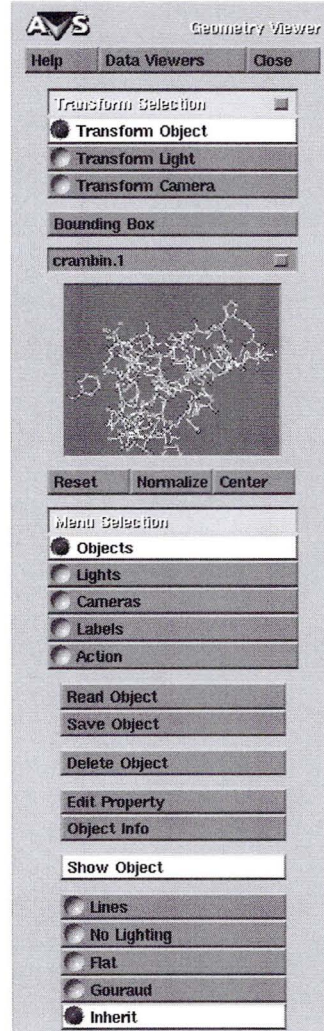 AVS Geometry Viewer
Help Data Viewers Close
Transform Selection
Transform Object
Transform Light
Transform Camera
Bounding Box
crambin.1
Reset Normalize Center
Menu Selection
Objects
Lights
Cameras
Labels
Action
Read Object
Save Object
Delete Object
Edit Property
Object Info
Show Object
Lines
No Lighting
Flat
Gouraud
Inherit